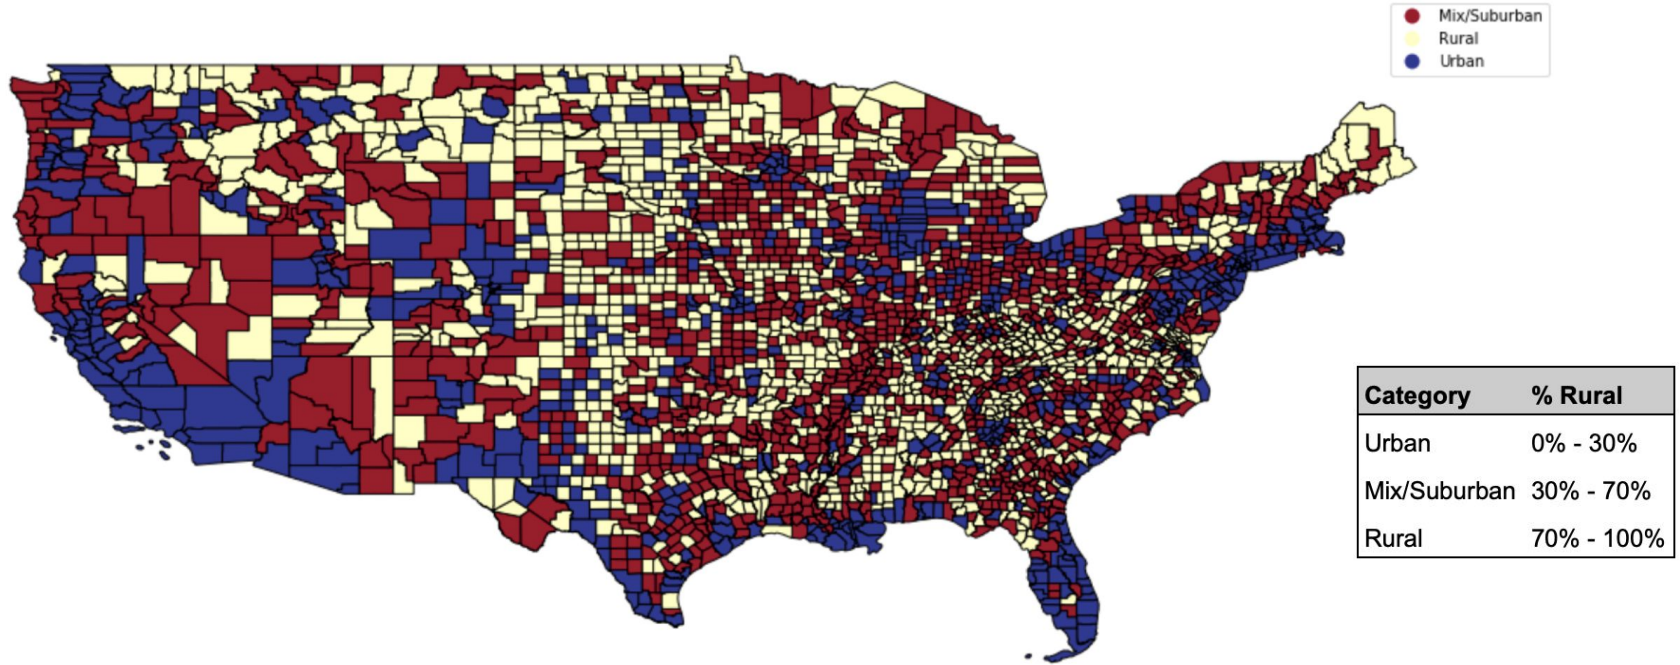 Mix/Suburban
Rural
Urban
Category % Rural
Urban 0% - 30%
Mix/Suburban 30% - 70%
Rural 70% - 100%